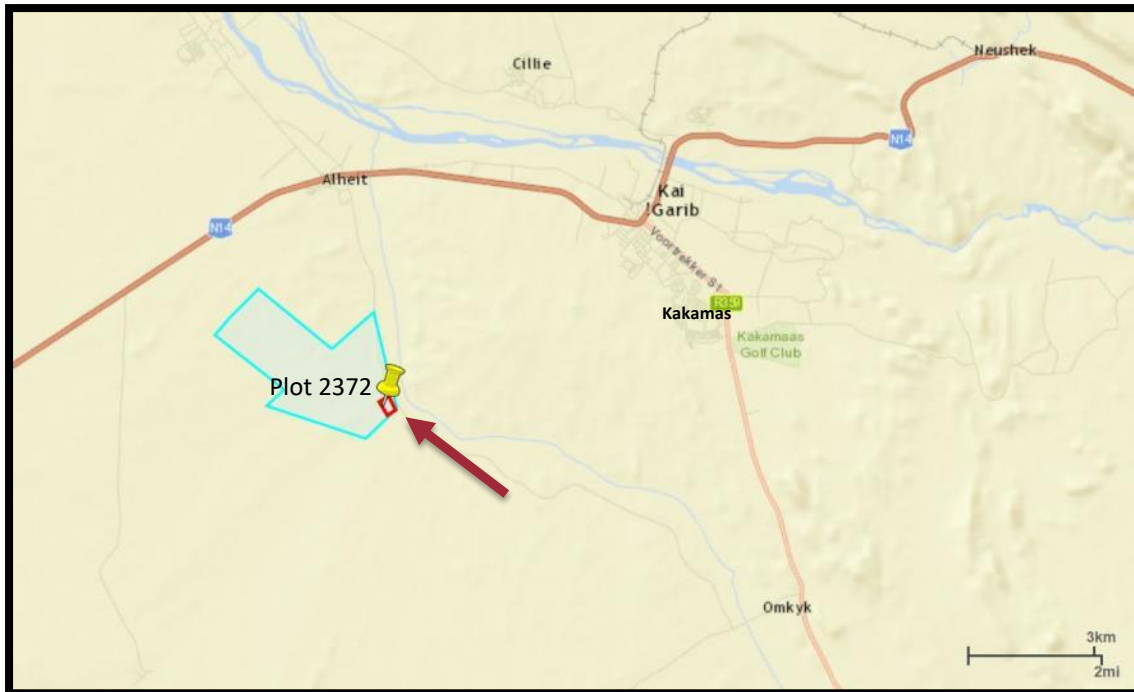 Neushek
Cillie
N14
Alheit
Kai
!Garib
N14
Voortrekker St
R359
Kakamas
Kakamaas
Golf Club
Plot 2372
Omkyk
3km
2mi